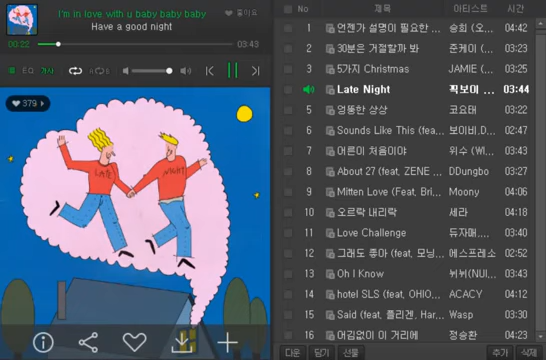 I'm in love with u baby baby baby
좋아요
Have a good night
00:22
03:43
EQ 가사
379
LATE NIGHT
No 제목 아티스트 시간
1 언젠가 설명이 필요한 ... 승희 (오... 04:42
2 30분은 거절할까 봐 준케이 (... 03:23
3 5가지 Christmas JAMIE (... 03:25
Late Night 픽보이 ... 03:44
5 엉뚱한 상상 코요태 03:22
6 Sounds Like This (fea... 보이비,D... 02:47
7 어른이 처음이야 위수 (WI... 03:43
8 About 27 (feat, ZENE ... DDungbo 03:27
9 Mitten Love (Feat, Bri... Moony 04:06
10 오르락 내리락 세라 04:18
11 Love Challenge 듀자매,... 03:40
12 그래도 좋아 (feat, 모닝... 에스프레소 02:52
13 Oh I Know 뉘뉘(NUI... 03:43
14 hotel SLS (feat, OHIO... ACACY 04:12
15 Said (feat, 플리겐, Har... Wasp 03:30
16 어김없이 이 거리에 정승환 04:23
다운 담기 선물 추가 삭제